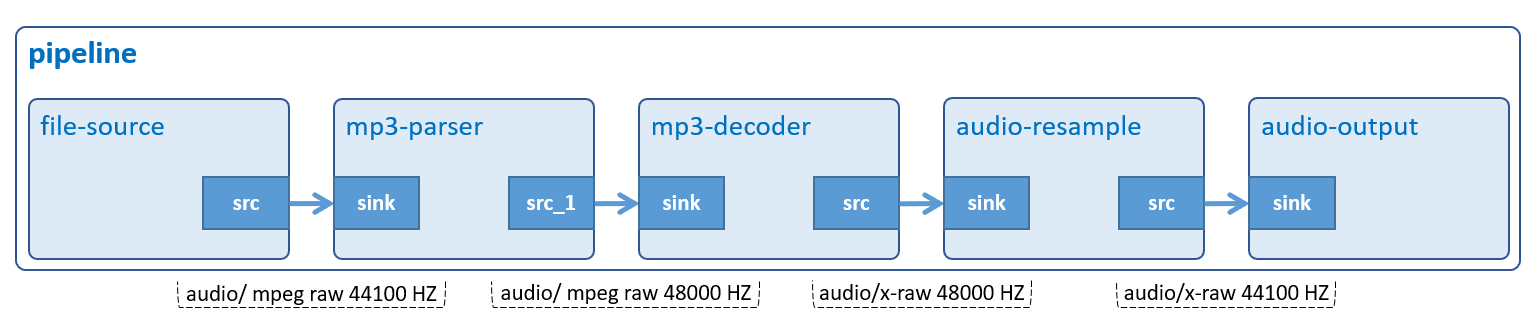 pipeline
file-source
mp3-parser
mp3-decoder
audio-resample
audio-output
src
sink
src_1
sink
src
sink
src
sink
audio/ mpeg raw 44100 HZ
audio/ mpeg raw 48000 HZ
audio/x-raw 48000 HZ
audio/x-raw 44100 HZ